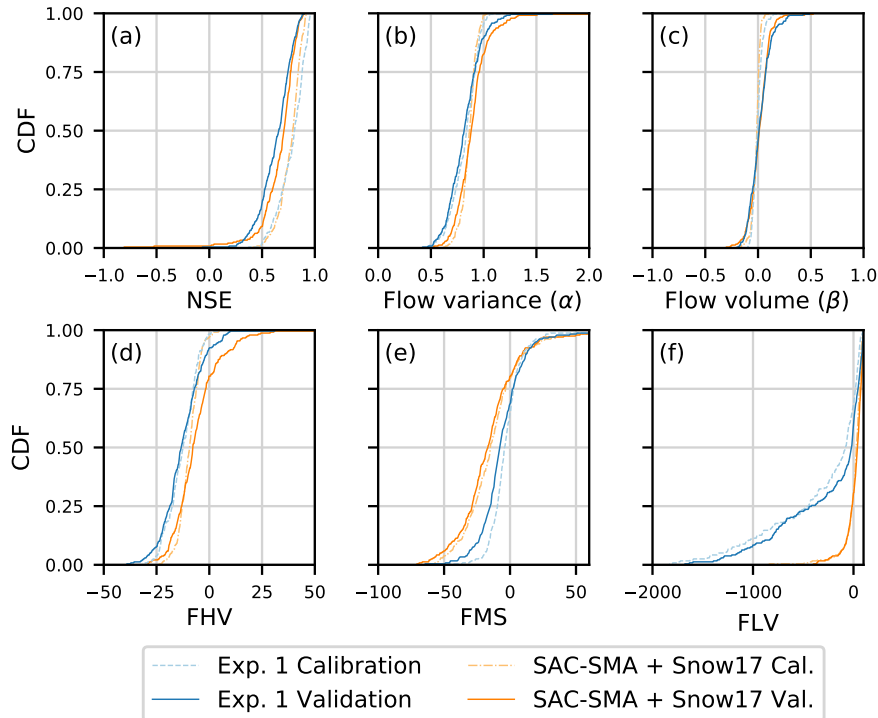 1.00
0.75
0.50
0.25
0.00
CDF
(a)
−1.0 −0.5 0.0 0.5 1.0
NSE
(b)
0.0 0.5 1.0 1.5 2.0
Flow variance (α)
(c)
−1.0 −0.5 0.0 0.5 1.0
Flow volume (β)
1.00
0.75
0.50
0.25
0.00
CDF
(d)
−50 −25 0 25 50
FHV
(e)
−100 −50 0 50
FMS
(f)
−2000 −1000 0
FLV
Exp. 1 Calibration
Exp. 1 Validation
SAC-SMA + Snow17 Cal.
SAC-SMA + Snow17 Val.